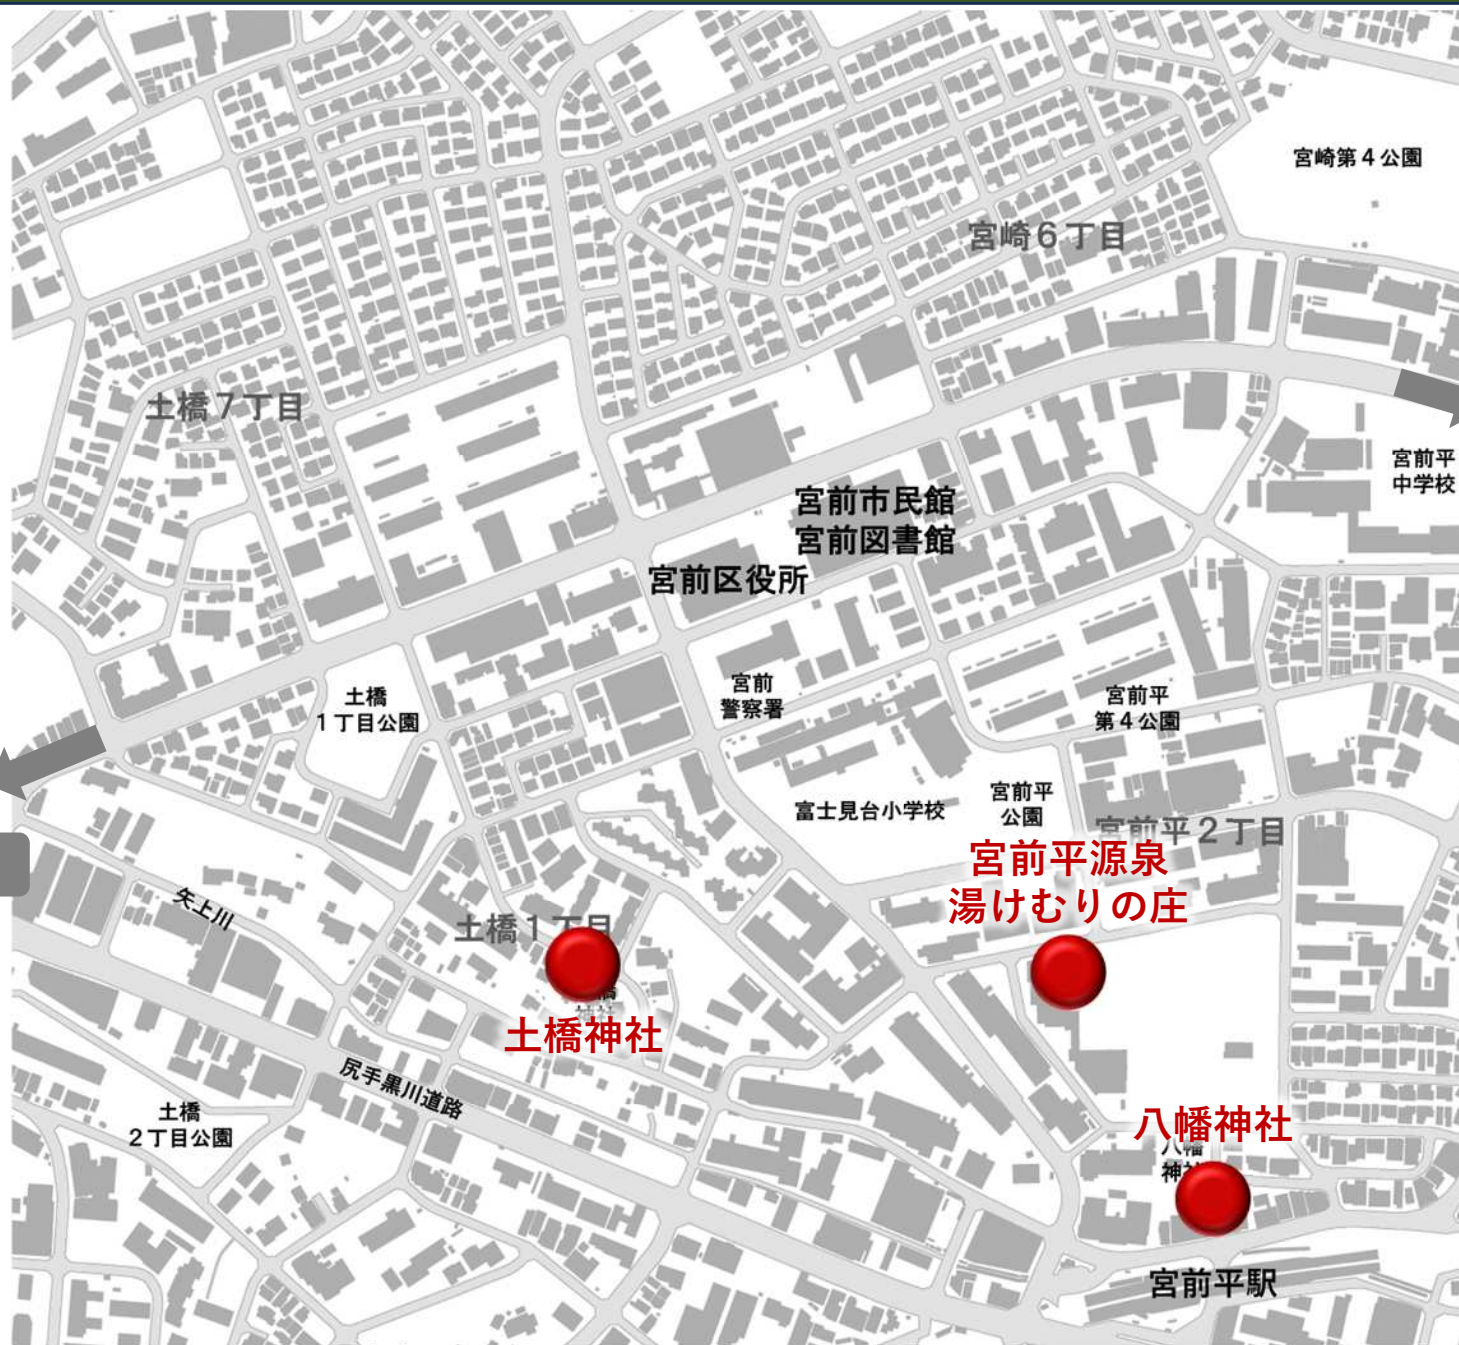 宮崎第４公園
宮崎６丁目
土橋７丁目
宮前平
中学校
宮前市民館
宮前図書館
宮前区役所
土橋
１丁目公園
宮前
警察署
宮前平
第４公園
富士見台小学校
宮前平
公園
宮前平２丁目
宮前平源泉
湯けむりの庄
矢上川
土橋１丁目
神社
土橋神社
尻手黒川道路
土橋
２丁目公園
八幡神社
八幡
宮前平駅